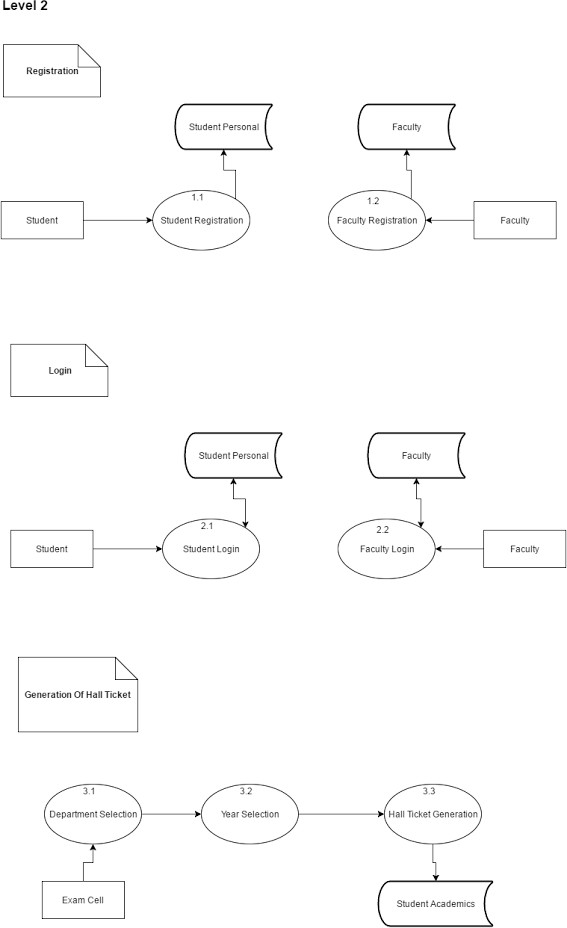 Level 2
Registration
Student Personal
Faculty
1.1
1.2
Student
Student Registration
Faculty Registration
Faculty
Login
Student Personal
Faculty
2.1
2.2
Student
Student Login
Faculty Login
Faculty
Generation Of Hall Ticket
3.1
3.2
3.3
Department Selection
Year Selection
Hall Ticket Generation
Exam Cell
Student Academics